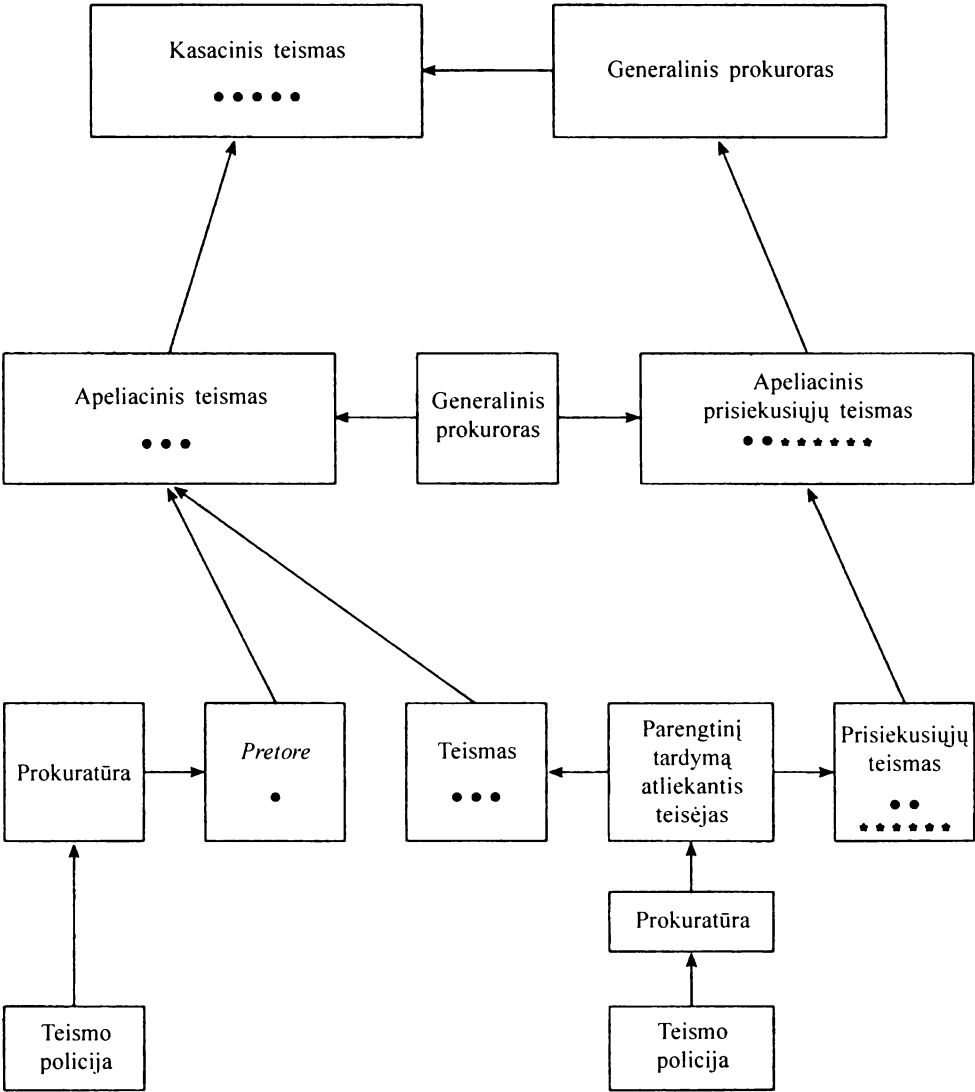 Kasacinis teismas
Generalinis prokuroras
Apeliacinis teismas
Generalinis
prokuroras
Apeliacinis
prisiekusiųjų teismas
Prokuratūra
Pretore
Teismas
Parengtinį
tardymą
atliekantis
teisėjas
Prisiekusiųjų
teismas
Prokuratūra
Teismo
policija
Teismo
policija